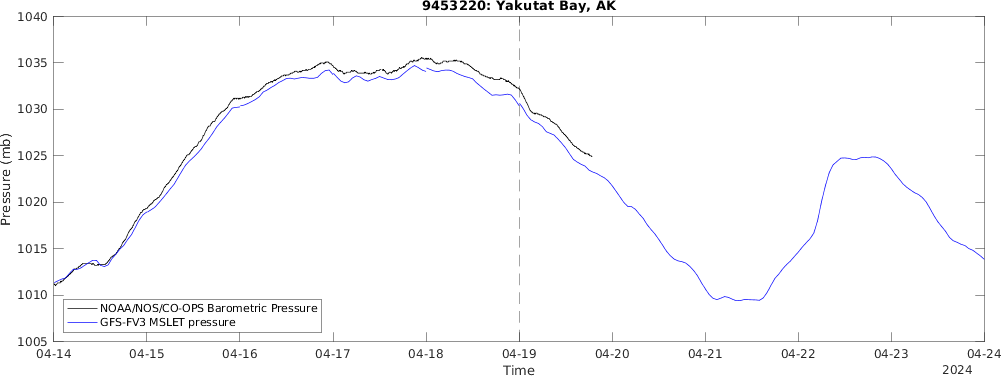 9453220: Yakutat Bay, AK
1040
1035
1030
1025
1020
1015
1010
1005
Pressure (mb)
NOAA/NOS/CO-OPS Barometric Pressure
GFS-FV3 MSLET pressure
04-14 04-15 04-16 04-17 04-18 04-19 04-20 04-21 04-22 04-23 04-24
Time
2024